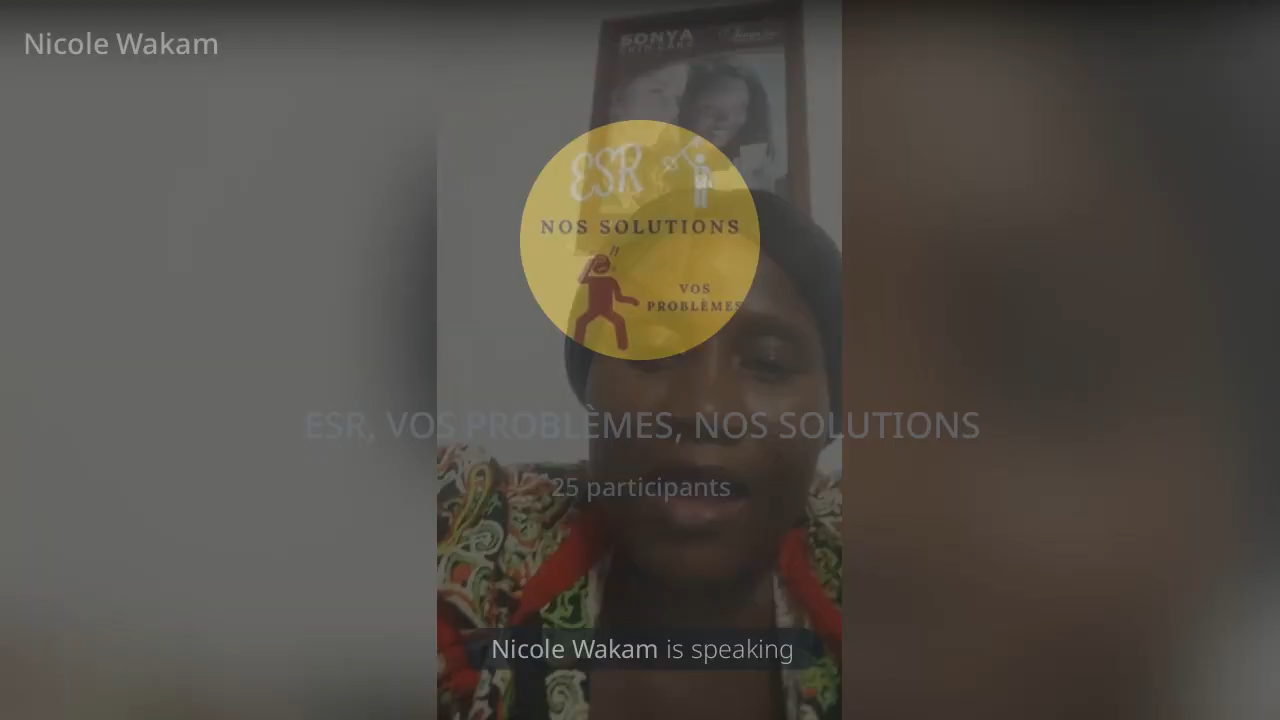 Nicole Wakam
SONYA
ESR
NOS SOLUTIONS
!!
VOS
PROBLÈMES
ESR, VOS PROBLÈMES, NOS SOLUTIONS
25 participants
Nicole Wakam is speaking